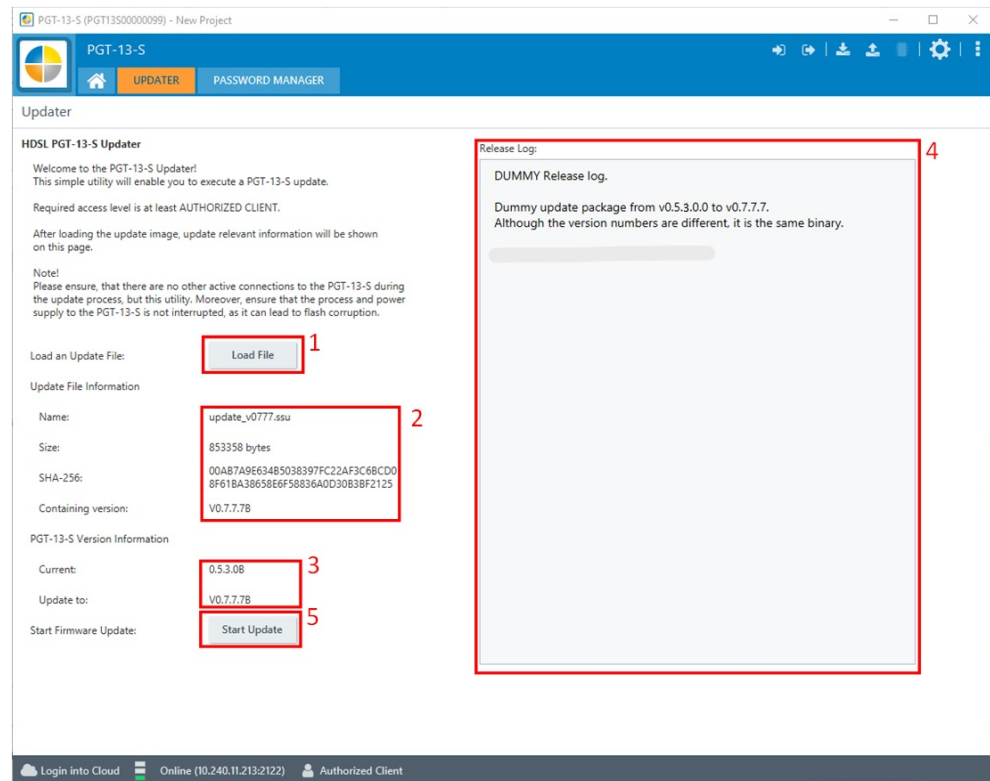 PGT-13-S (PGT13S00000099) - New Project
PGT-13-S
UPDATER
PASSWORD MANAGER
Updater
HDSL PGT-13-S Updater
Welcome to the PGT-13-S Updater!
This simple utility will enable you to execute a PGT-13-S update.
Required access level is at least AUTHORIZED CLIENT.
After loading the update image, update relevant information will be shown
on this page.
Note!
Please ensure, that there are no other active connections to the PGT-13-S during
the update process, but this utility. Moreover, ensure that the process and power
supply to the PGT-13-S is not interrupted, as it can lead to flash corruption.
Load an Update File:
Load File
1
Update File Information
Name:
update_v0777.ssu
2
Size:
853358 bytes
SHA-256:
00AB7A9E634B5038397FC22AF3C6BCD0
8F61BA38658E6F58836A0D30B3BF2125
Containing version:
V0.7.7.7B
PGT-13-S Version Information
Current:
0.5.3.0B
3
Update to:
V0.7.7.7B
Start Firmware Update:
Start Update
5
Release Log:
4
DUMMY Release log.
Dummy update package from v0.5.3.0.0 to v0.7.7.7.
Although the version numbers are different, it is the same binary.
Login into Cloud
Online (10.240.11.213:2122)
Authorized Client